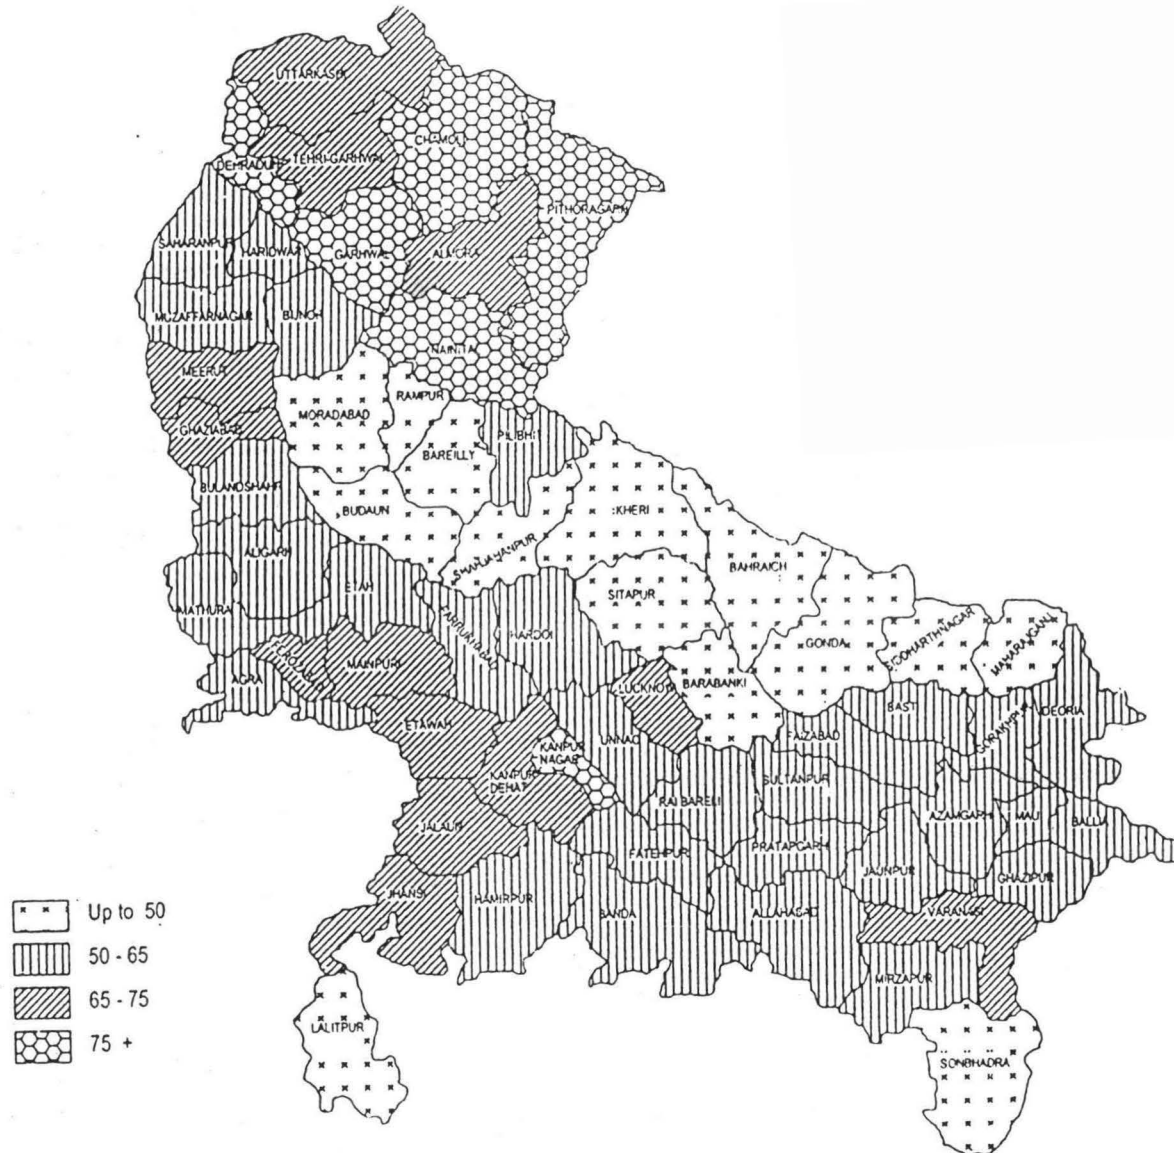 UTTARKASHI
CHAMOLI
TEHRI-GARHWAL
DEHRADUN
PITHORAGARH
SAHARANPUR
HARIDWAR
GARHWAL
ALMORA
MUZAFFARNAGAR
BIJNOR
NAINITAL
MEERUT
RAMPUR
MORADABAD
GHAZIABAD
PILIBHIT
BAREILLY
BULANDSHAHR
BUDAUN
KHERI
SHAHJAHANPUR
ALIGARH
BAHRAICH
ETAH
SITAPUR
MATHURA
FARRUKHABAD
HARDOI
GONDA
SIDDHARTHNAGAR
MAHARAJGANJ
MAINPURI
FEROZABAD
AGRA
LUCKNOW
BARABANKI
BASTI
GORAKHPUR
DEORIA
ETAWAH
UNNAO
FAIZABAD
KANPUR
NAGAR
KANPUR
DEHAT
SULTANPUR
RAI BARELI
AZAMGARH
MAU
BALLIA
JALAUN
FATEHPUR
PRATAPGARH
JAUNPUR
GHAZIPUR
JHANSI
HAMIRPUR
BANDA
ALLAHABAD
VARANASI
MIRZAPUR
LALITPUR
SONBHADRA
Up to 50
50 - 65
65 - 75
75 +